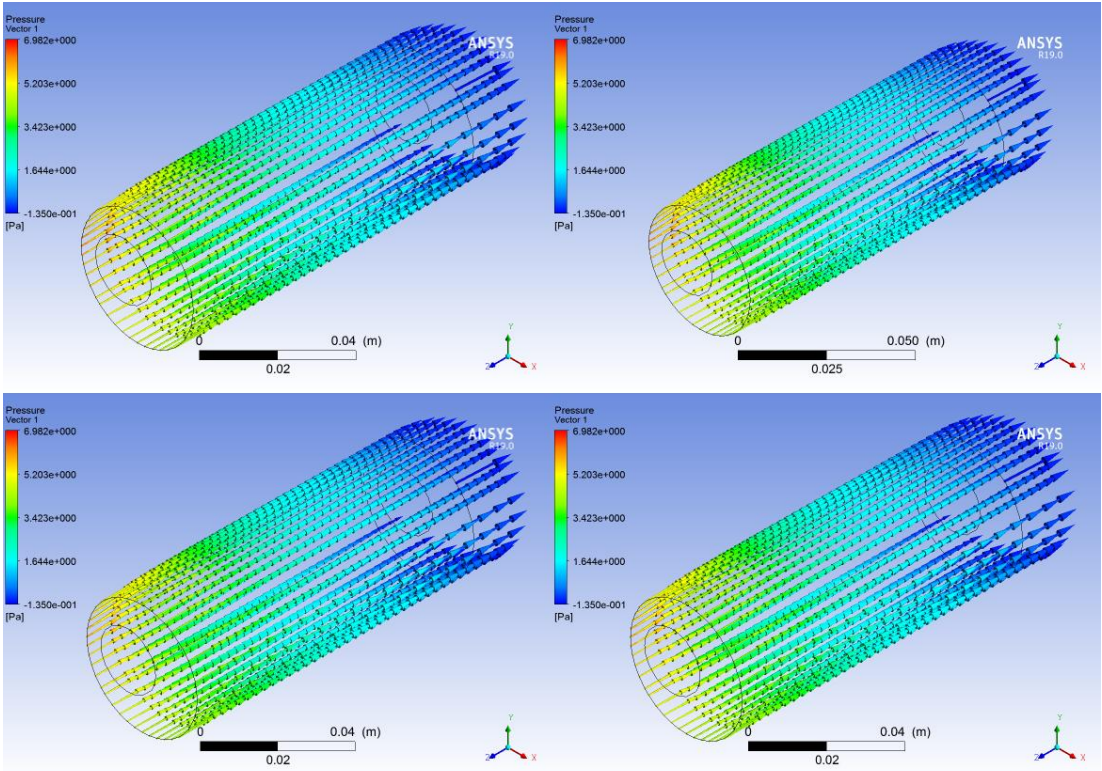 Pressure
Vector 1
6.982e+000
5.203e+000
3.423e+000
1.644e+000
-1.350e-001
[Pa]
ANSYS
R19.0
0
0.04 (m)
0.02
Y
Z
X
Pressure
Vector 1
6.982e+000
5.203e+000
3.423e+000
1.644e+000
-1.350e-001
[Pa]
ANSYS
R19.0
0
0.050 (m)
0.025
Y
Z
X
Pressure
Vector 1
6.982e+000
5.203e+000
3.423e+000
1.644e+000
-1.350e-001
[Pa]
ANSYS
R19.0
0
0.04 (m)
0.02
Y
Z
X
Pressure
Vector 1
6.982e+000
5.203e+000
3.423e+000
1.644e+000
-1.350e-001
[Pa]
ANSYS
R19.0
0
0.04 (m)
0.02
Y
Z
X